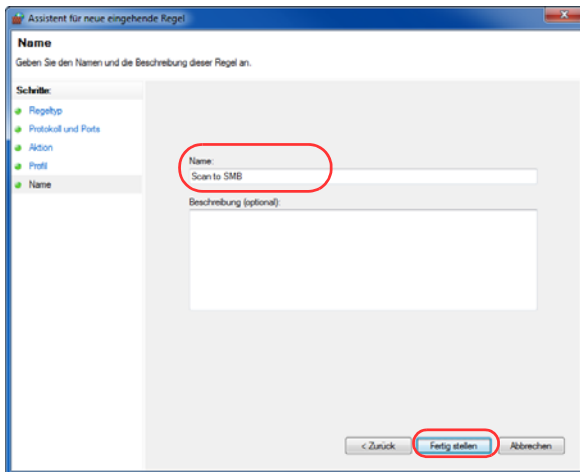 Assistent für neue eingehende Regel
Name
Geben Sie den Namen und die Beschreibung dieser Regel an.
Schritte:
Regeltyp
Protokoll und Ports
Aktion
Profil
Name
Name:
Scan to SMB
Beschreibung (optional):
< Zurück
Fertig stellen
Abbrechen